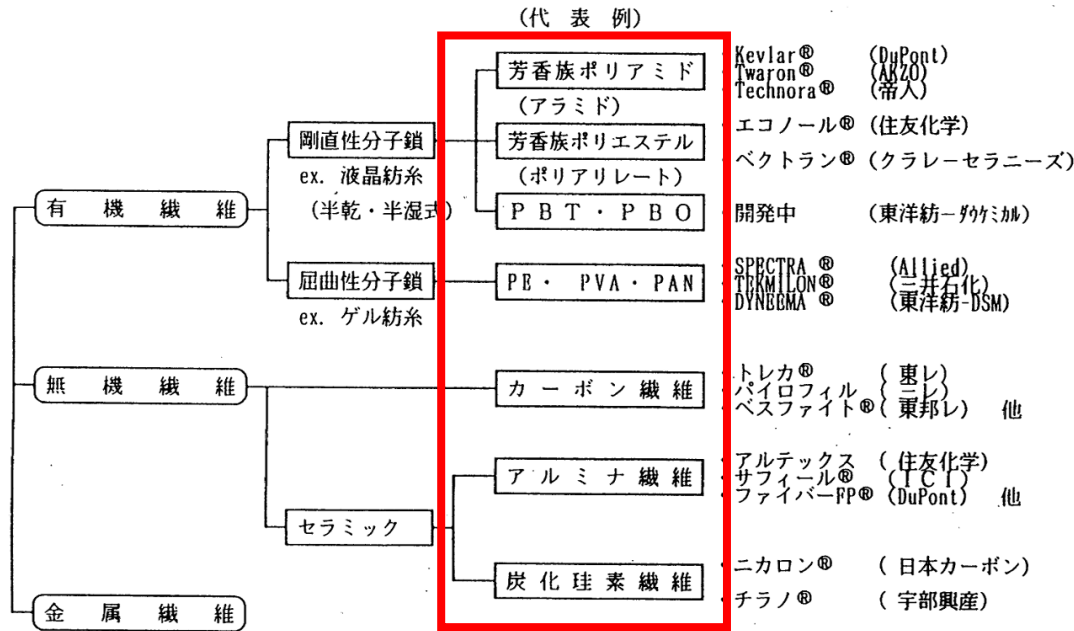 (代 表 例)
芳香族ポリアミド
(アラミド)
・Kevlar® (DuPont)
・Twaron® (AKZO)
・Technora® (帝人)
剛直性分子鎖
ex. 液晶紡糸
(半乾・半湿式)
芳香族ポリエステル
(ポリアリレート)
・エコノール® (住友化学)
・ベクトラン® (クラレーセラニーズ)
有 機 繊 維
PBT・PBO
・開発中 (東洋紡ーダウケミカル)
屈曲性分子鎖
ex. ゲル紡糸
PE・ PVA・PAN
・SPECTRA ® (Allied)
・TEKMILON® (三井石化)
・DYNEEMA ® (東洋紡-DSM)
無 機 繊 維
カーボン繊維
・トレカ® ( 東レ)
・パイロフィル ( 三レ)
・ベスファイト® ( 東邦レ) 他
アルミナ繊維
・アルテックス ( 住友化学)
・サフィール® (ICI)
・ファイバーFP® (DuPont) 他
セラミック
炭化珪素繊維
・ニカロン® ( 日本カーボン)
・チラノ® ( 宇部興産)
金 属 繊 維